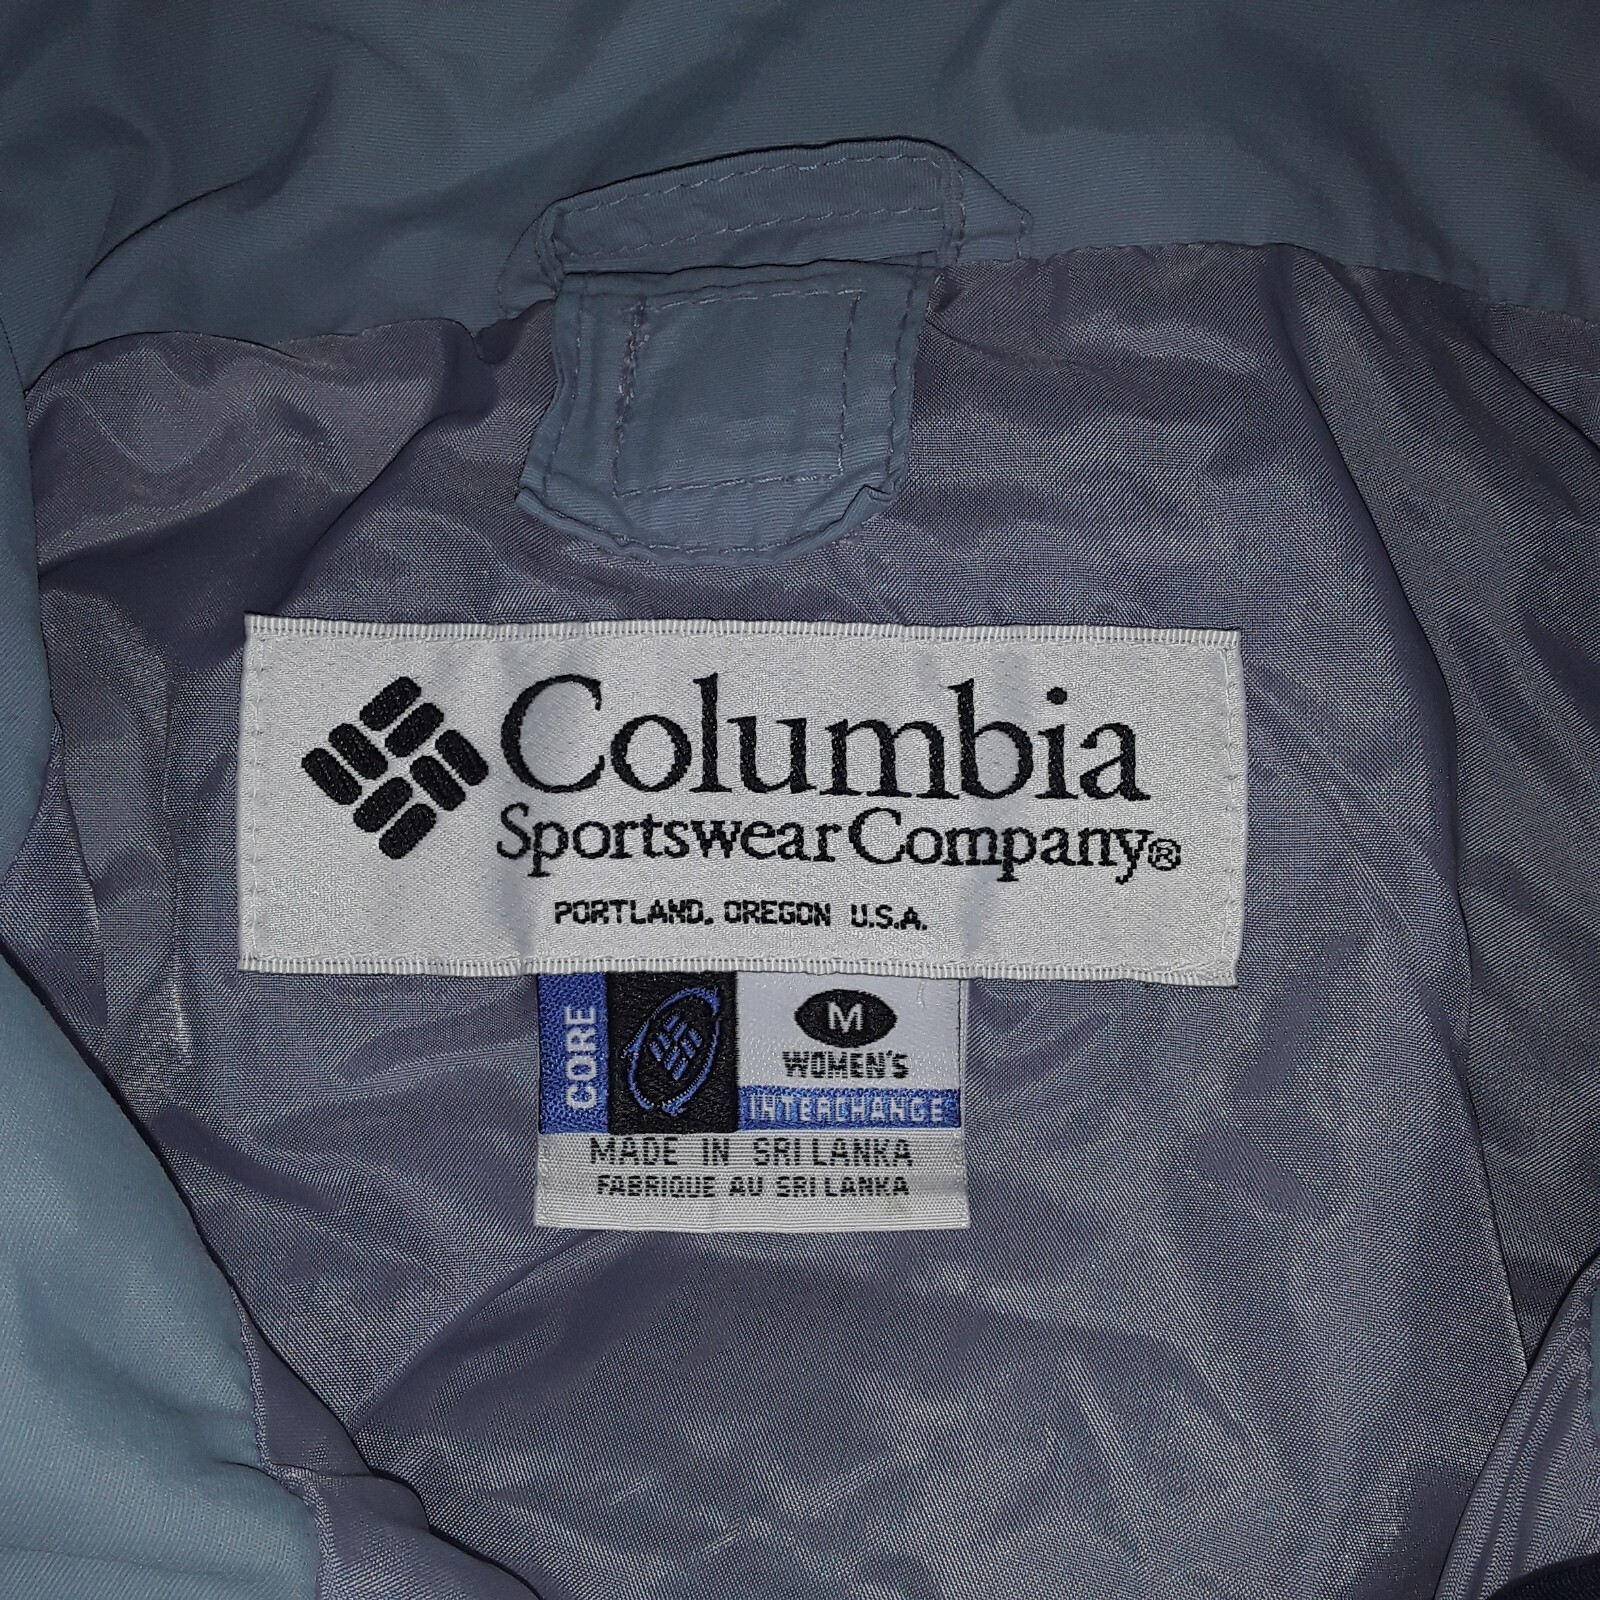 Columbia
Sportswear Company®
PORTLAND, OREGON U.S.A.
CORE
M
WOMEN'S
INTERCHANGE
MADE IN SRI LANKA
FABRIQUE AU SRI LANKA